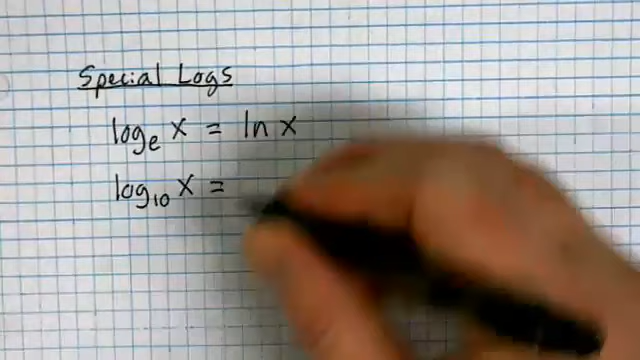 Special Logs
logₑ x = ln x
log₁₀ x =